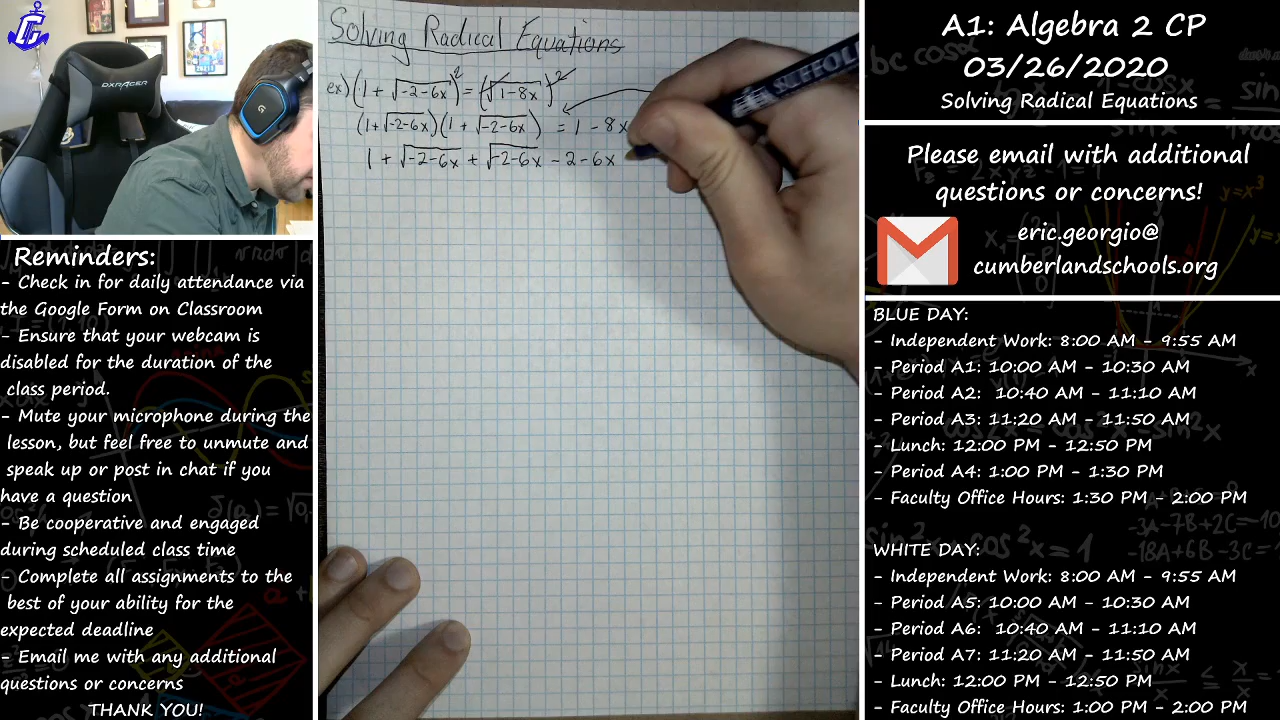 Solving Radical Equations
ex) (1 + √-2-6x)² = (√1-8x)²
(1+√-2-6x)(1 + √-2-6x) = 1 - 8x
1 + √-2-6x + √-2-6x - 2 - 6x
DXRACER
G
Reminders:
- Check in for daily attendance via
the Google Form on Classroom
- Ensure that your webcam is
disabled for the duration of the
class period.
- Mute your microphone during the
lesson, but feel free to unmute and
speak up or post in chat if you
have a question
- Be cooperative and engaged
during scheduled class time
- Complete all assignments to the
best of your ability for the
expected deadline
- Email me with any additional
questions or concerns
THANK YOU!
A1: Algebra 2 CP
03/26/2020
Solving Radical Equations
Please email with additional
questions or concerns!
eric.georgio@
cumberlandschools.org
BLUE DAY:
- Independent Work: 8:00 AM - 9:55 AM
- Period A1: 10:00 AM - 10:30 AM
- Period A2: 10:40 AM - 11:10 AM
- Period A3: 11:20 AM - 11:50 AM
- Lunch: 12:00 PM - 12:50 PM
- Period A4: 1:00 PM - 1:30 PM
- Faculty Office Hours: 1:30 PM - 2:00 PM
WHITE DAY:
- Independent Work: 8:00 AM - 9:55 AM
- Period A5: 10:00 AM - 10:30 AM
- Period A6: 10:40 AM - 11:10 AM
- Period A7: 11:20 AM - 11:50 AM
- Lunch: 12:00 PM - 12:50 PM
- Faculty Office Hours: 1:00 PM - 2:00 PM